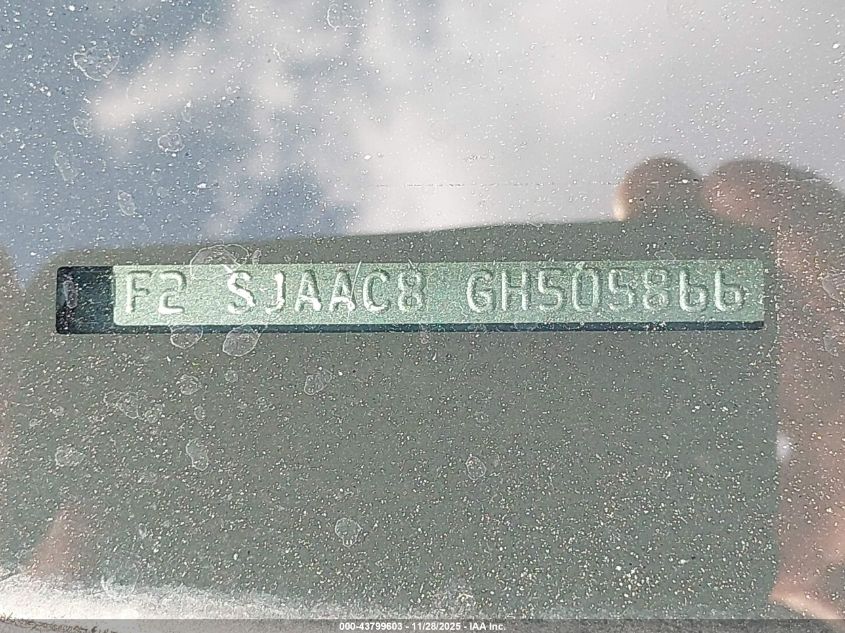 F2 SJAAC8 GH505866
000-43799603 - 11/28/2025 - IAA Inc.